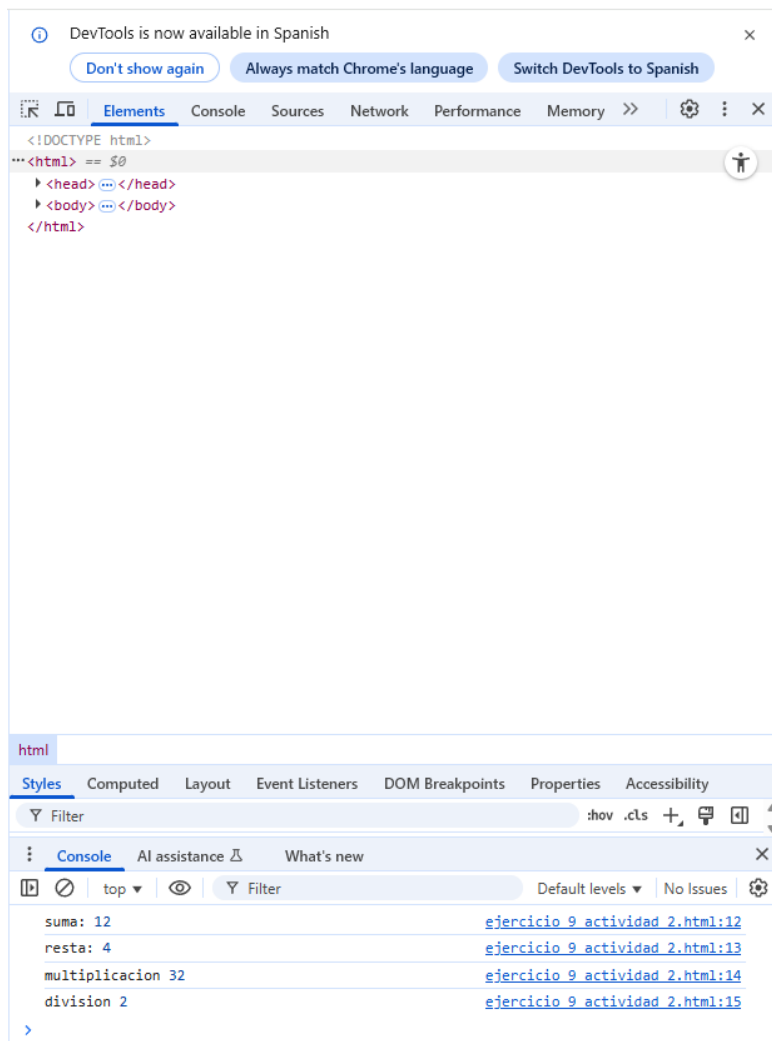 DevTools is now available in Spanish
Don't show again Always match Chrome's language Switch DevTools to Spanish
Elements Console Sources Network Performance Memory
<!DOCTYPE html>
<html> == $0
<head> </head>
<body> </body>
</html>
html
Styles Computed Layout Event Listeners DOM Breakpoints Properties Accessibility
Filter :hov .cls
Console AI assistance What's new
top Filter Default levels No Issues
suma: 12 ejercicio 9 actividad 2.html:12
resta: 4 ejercicio 9 actividad 2.html:13
multiplicacion 32 ejercicio 9 actividad 2.html:14
division 2 ejercicio 9 actividad 2.html:15